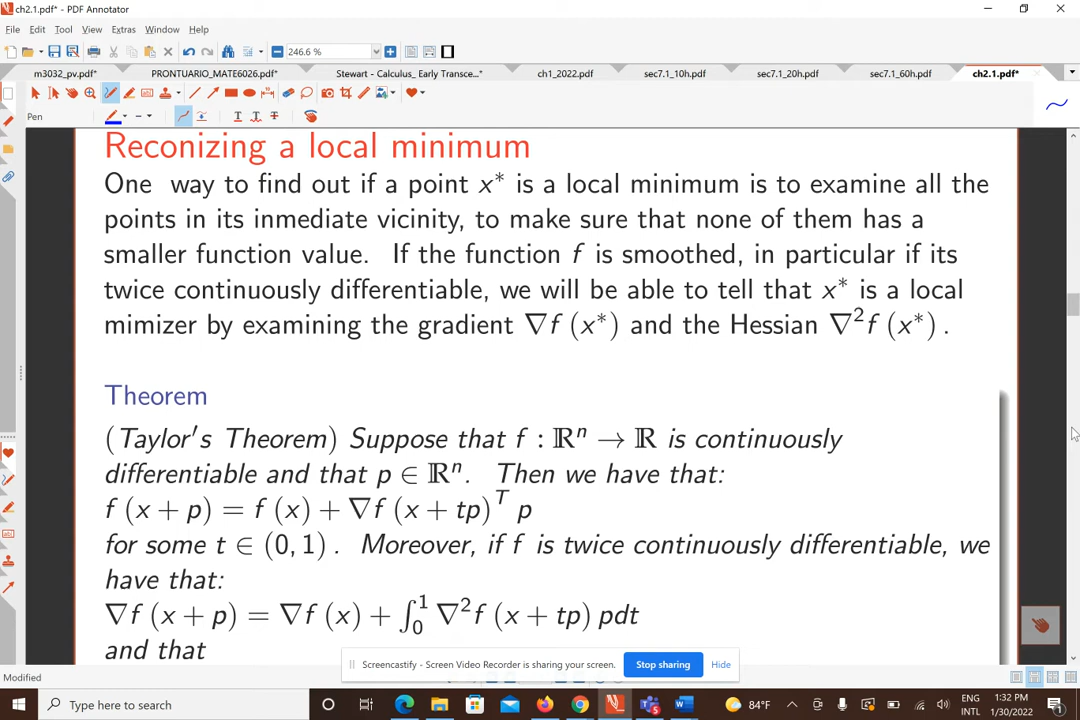 ch2.1.pdf* - PDF Annotator
File Edit Tool View Extras Window Help
246.6 %
m3032_pv.pdf* PRONTUARIO_MATE6026.pdf* Stewart - Calculus_ Early Transce...* ch1_2022.pdf sec7.1_10h.pdf sec7.1_20h.pdf sec7.1_60h.pdf ch2.1.pdf*
Pen
Reconizing a local minimum
One way to find out if a point x* is a local minimum is to examine all the
points in its inmediate vicinity, to make sure that none of them has a
smaller function value. If the function f is smoothed, in particular if its
twice continuously differentiable, we will be able to tell that x* is a local
mimizer by examining the gradient ∇f (x*) and the Hessian ∇²f (x*) .
Theorem
(Taylor's Theorem) Suppose that f : ℝⁿ → ℝ is continuously
differentiable and that p ∈ ℝⁿ. Then we have that:
f (x + p) = f (x) + ∇f (x + tp)ᵀ p
for some t ∈ (0, 1) . Moreover, if f is twice continuously differentiable, we
have that:
∇f (x + p) = ∇f (x) + ∫₀¹ ∇²f (x + tp) pdt
and that
Screencastify - Screen Video Recorder is sharing your screen. Stop sharing Hide
Modified
Type here to search
84°F
ENG
INTL
1:32 PM
1/30/2022